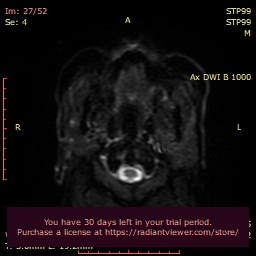 Im: 27/52
Se: 4
STP99
STP99
M
A
Ax DWI B 1000
R
L
You have 30 days left in your trial period.
Purchase a license at https://radiantviewer.com/store/